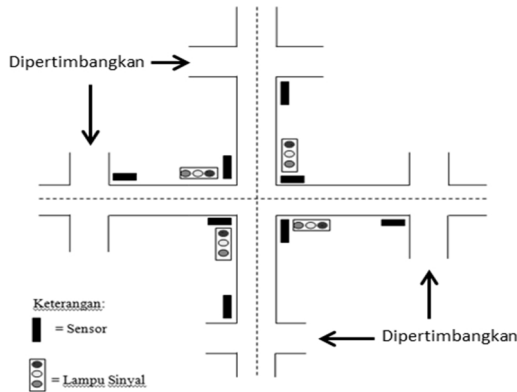 Dipertimbangkan
Keterangan:
= Sensor
Dipertimbangkan
= Lampu Sinyal